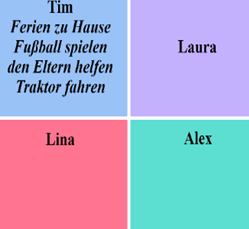 Tim
Ferien zu Hause
Fußball spielen
den Eltern helfen
Traktor fahren
Laura
Lina
Alex